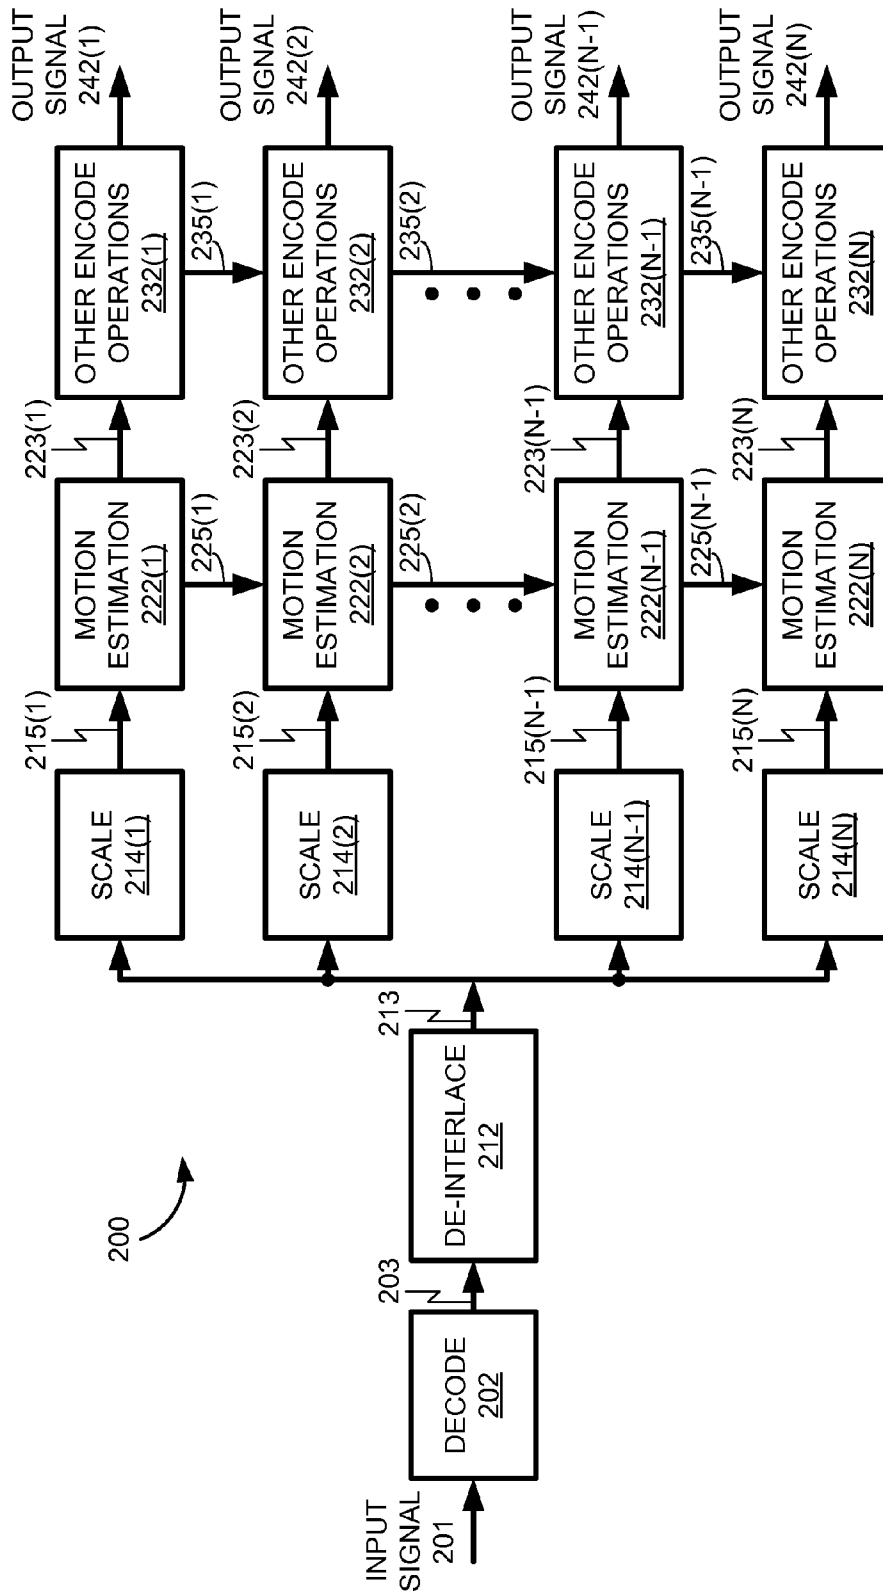 200
INPUT
SIGNAL
201
DECODE
202
203
DE-INTERLACE
212
213
SCALE
214(1)
215(1)
MOTION
ESTIMATION
222(1)
223(1)
225(1)
OTHER ENCODE
OPERATIONS
232(1)
235(1)
OUTPUT
SIGNAL
242(1)
SCALE
214(2)
215(2)
MOTION
ESTIMATION
222(2)
223(2)
225(2)
OTHER ENCODE
OPERATIONS
232(2)
235(2)
OUTPUT
SIGNAL
242(2)
SCALE
214(N-1)
215(N-1)
MOTION
ESTIMATION
222(N-1)
223(N-1)
225(N-1)
OTHER ENCODE
OPERATIONS
232(N-1)
235(N-1)
OUTPUT
SIGNAL
242(N-1)
SCALE
214(N)
215(N)
MOTION
ESTIMATION
222(N)
223(N)
OTHER ENCODE
OPERATIONS
232(N)
OUTPUT
SIGNAL
242(N)